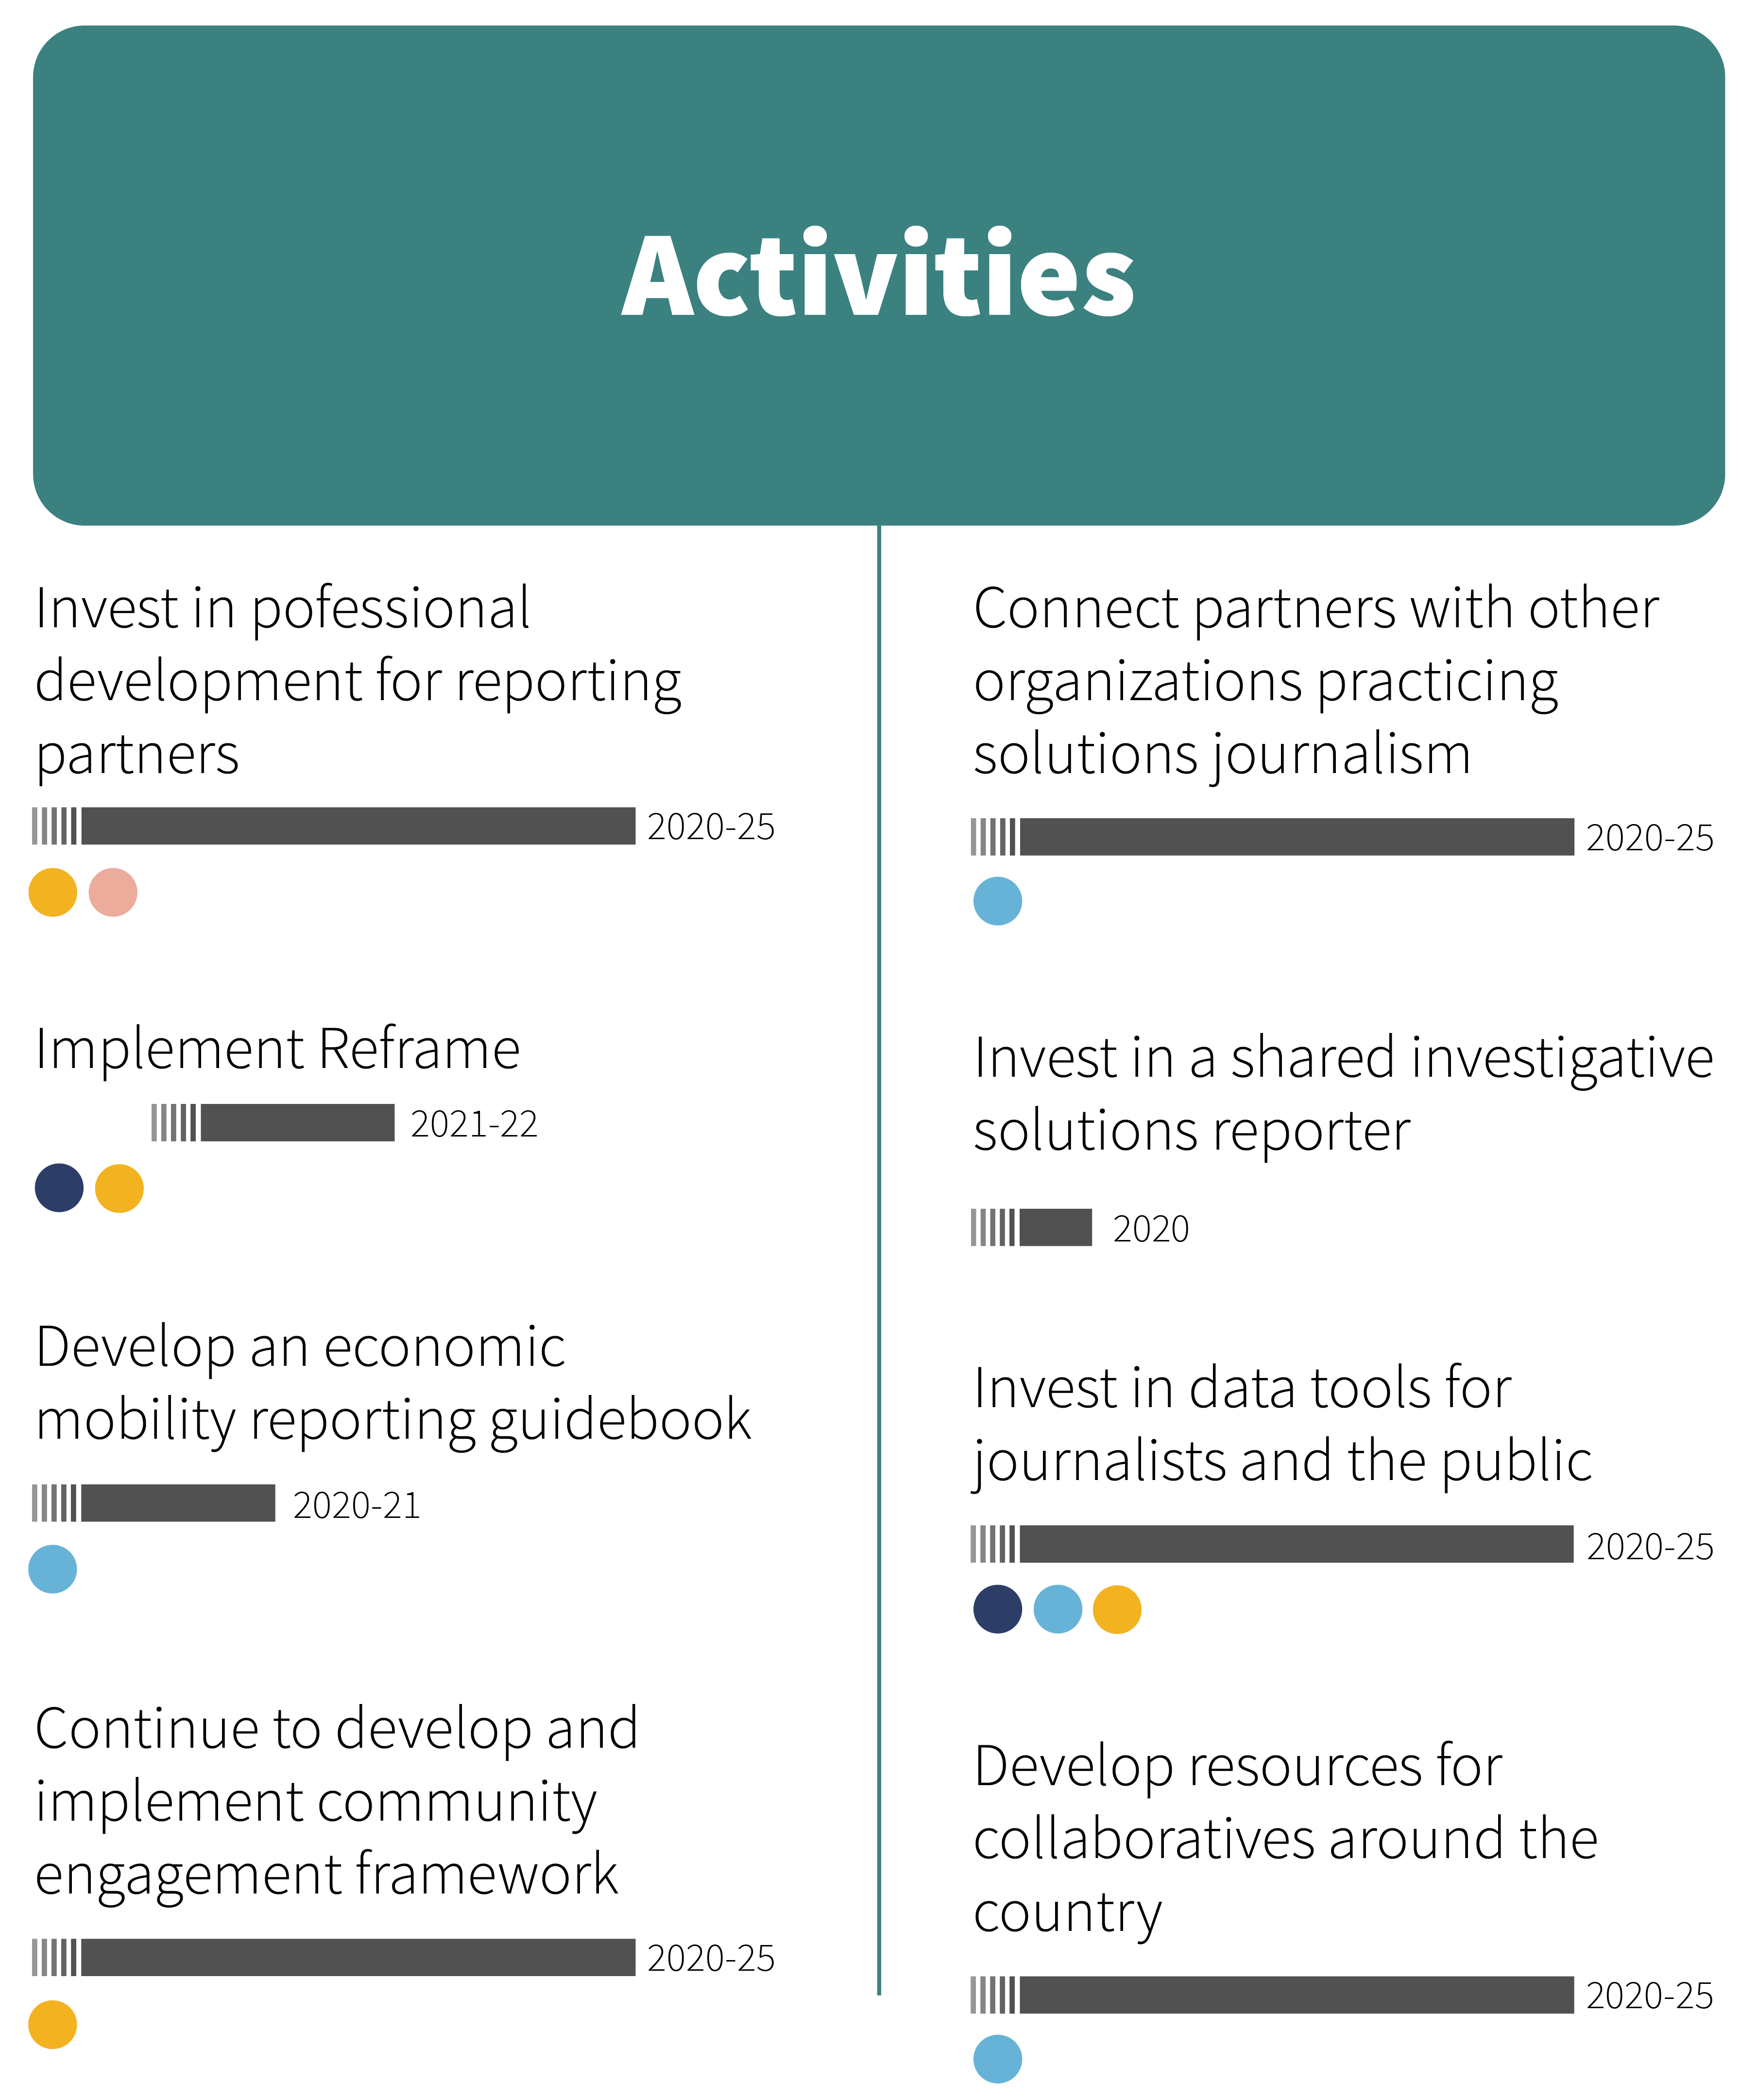 Activities
Invest in pofessional
development for reporting
partners
2020-25
Implement Reframe
2021-22
Develop an economic
mobility reporting guidebook
2020-21
Continue to develop and
implement community
engagement framework
2020-25
Connect partners with other
organizations practicing
solutions journalism
2020-25
Invest in a shared investigative
solutions reporter
2020
Invest in data tools for
journalists and the public
2020-25
Develop resources for
collaboratives around the
country
2020-25